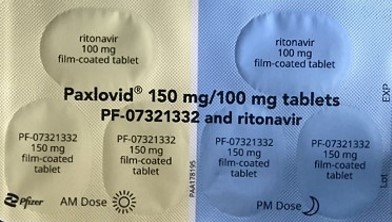 ritonavir
100 mg
film-coated tablet
ritonavir
100 mg
film-coated tablet
Paxlovid® 150 mg/100 mg tablets
PF-07321332 and ritonavir
PF-07321332
150 mg
film-coated
tablet
PF-07321332
150 mg
film-coated
tablet
PF-07321332
150 mg
film-coated
tablet
PF-07321332
150 mg
film-coated
tablet
PAA178195
EXP
Lot
Pfizer
AM Dose
PM Dose